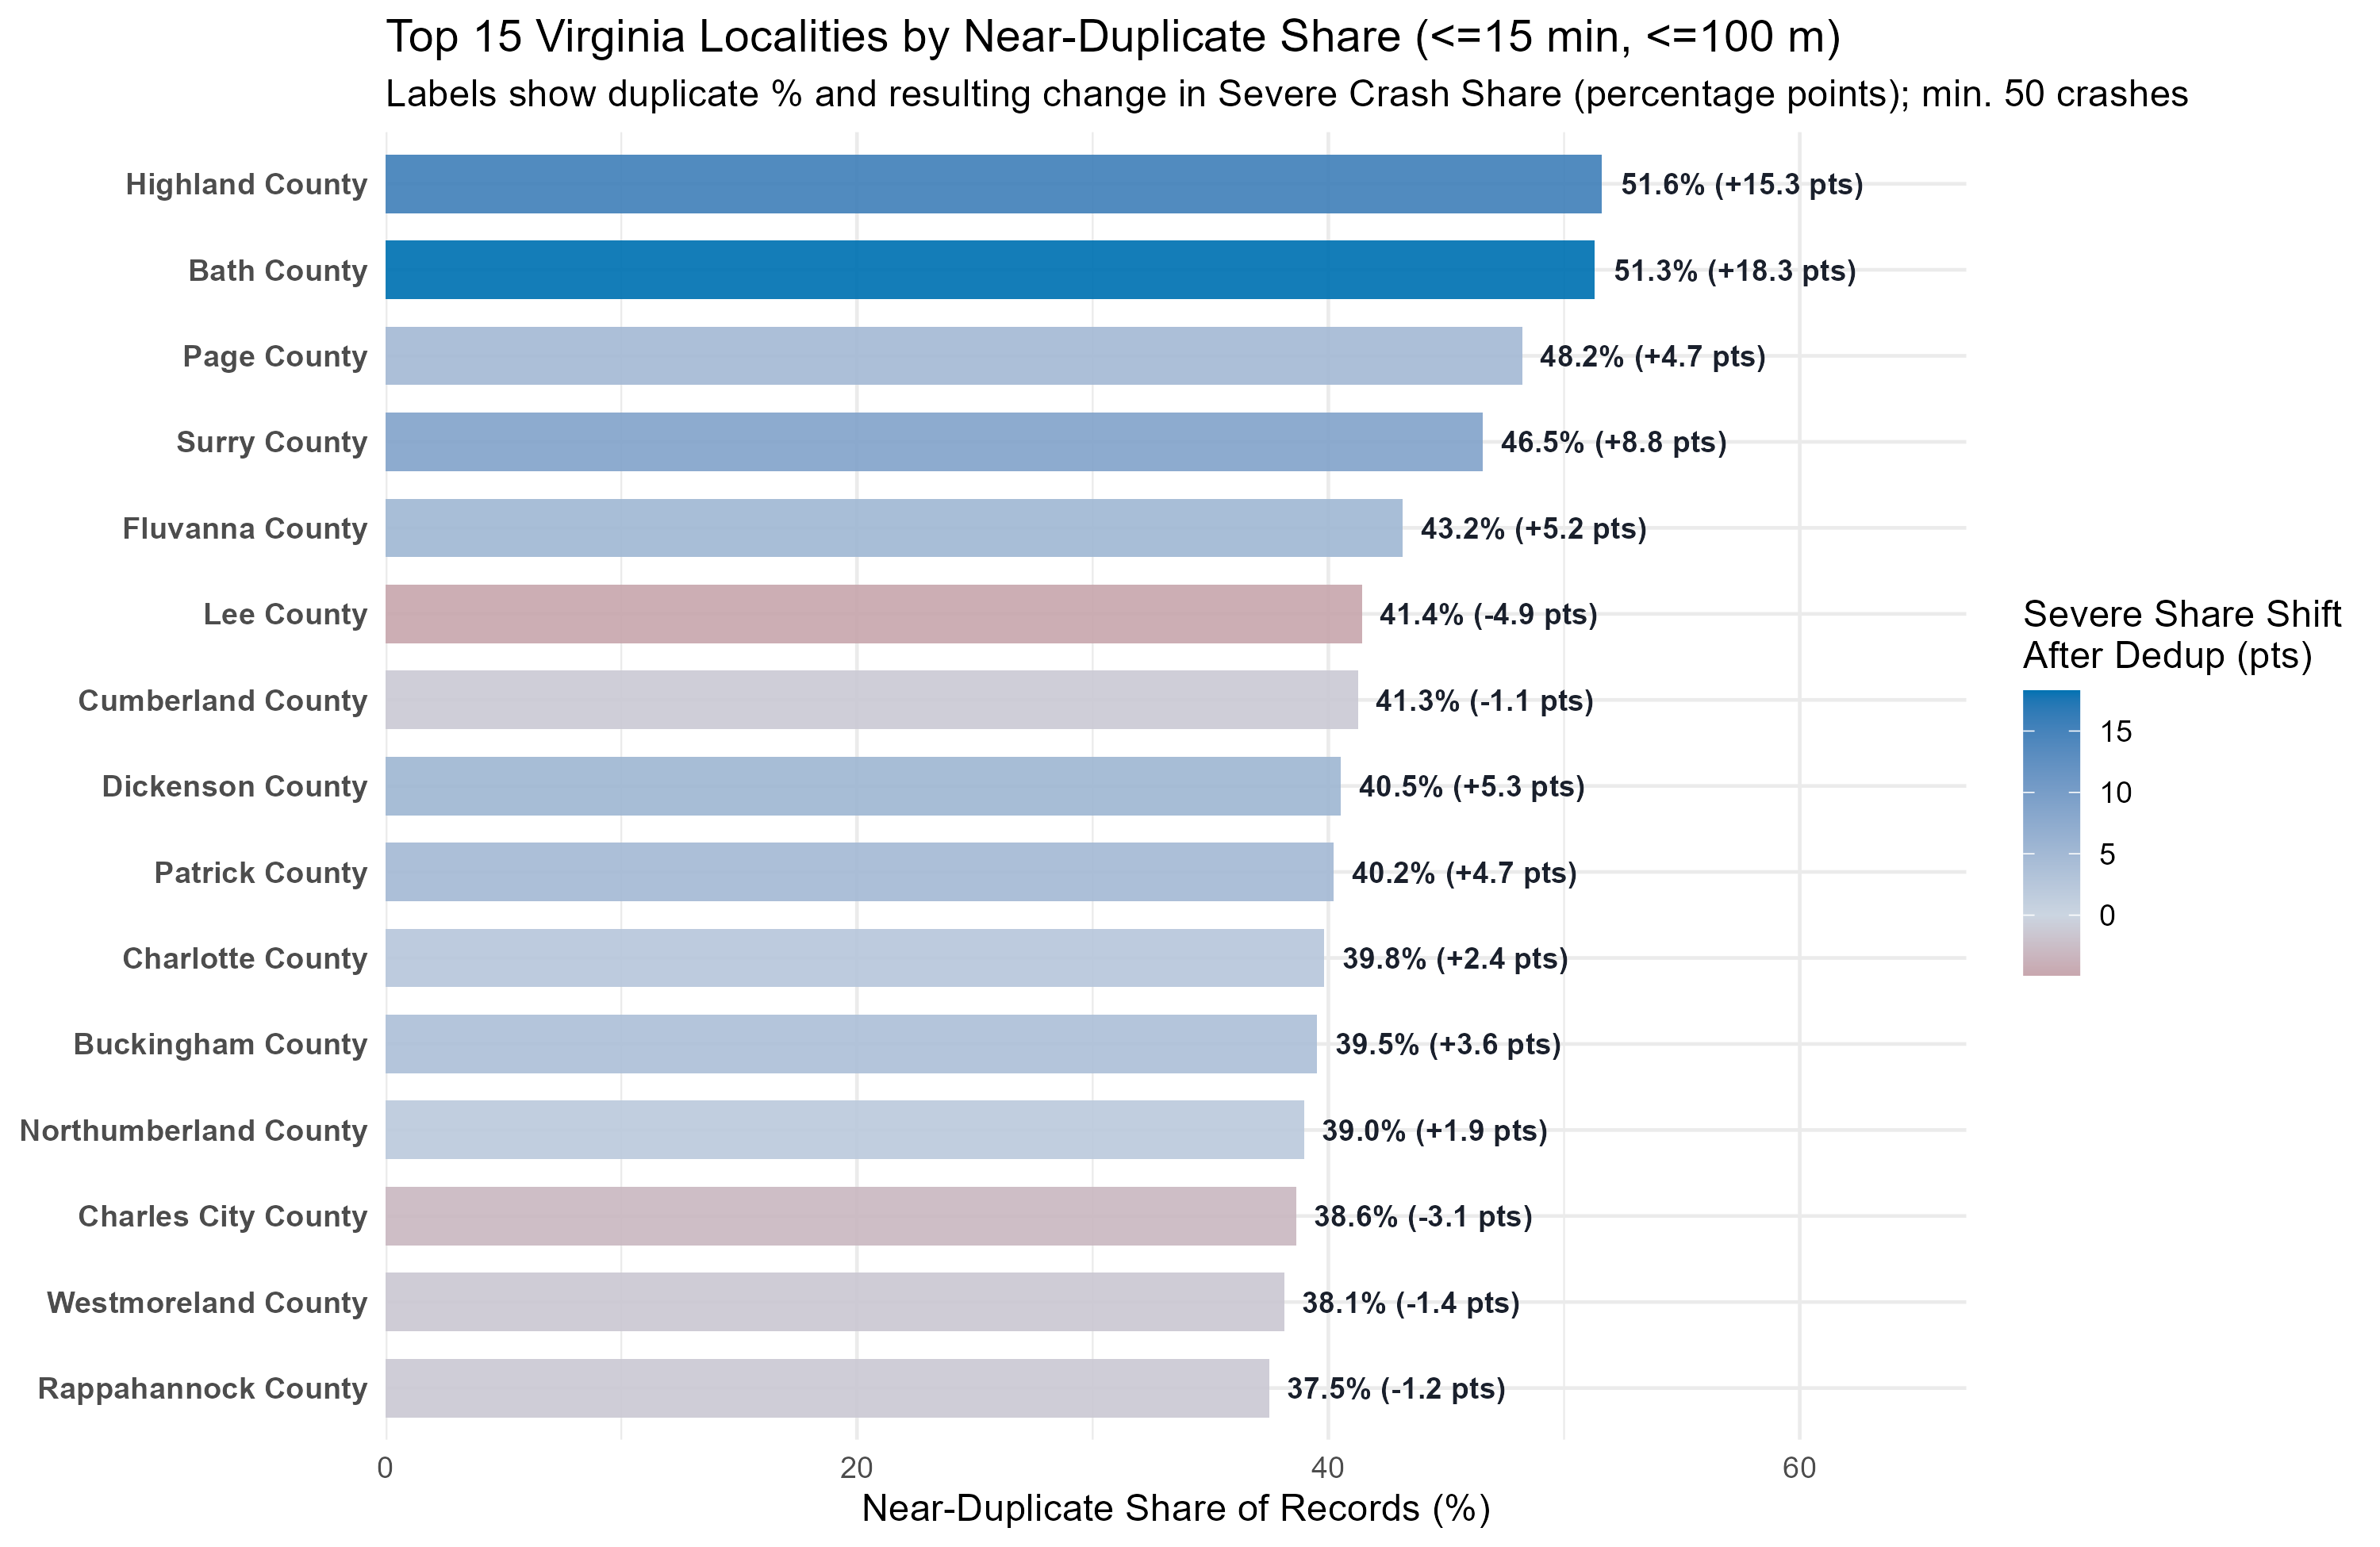 Top 15 Virginia Localities by Near-Duplicate Share (<=15 min, <=100 m)
Labels show duplicate % and resulting change in Severe Crash Share (percentage points); min. 50 crashes
Highland County
51.6% (+15.3 pts)
Bath County
51.3% (+18.3 pts)
Page County
48.2% (+4.7 pts)
Surry County
46.5% (+8.8 pts)
Fluvanna County
43.2% (+5.2 pts)
Lee County
41.4% (-4.9 pts)
Cumberland County
41.3% (-1.1 pts)
Dickenson County
40.5% (+5.3 pts)
Patrick County
40.2% (+4.7 pts)
Charlotte County
39.8% (+2.4 pts)
Buckingham County
39.5% (+3.6 pts)
Northumberland County
39.0% (+1.9 pts)
Charles City County
38.6% (-3.1 pts)
Westmoreland County
38.1% (-1.4 pts)
Rappahannock County
37.5% (-1.2 pts)
0 20 40 60
Near-Duplicate Share of Records (%)
Severe Share Shift
After Dedup (pts)
15
10
5
0